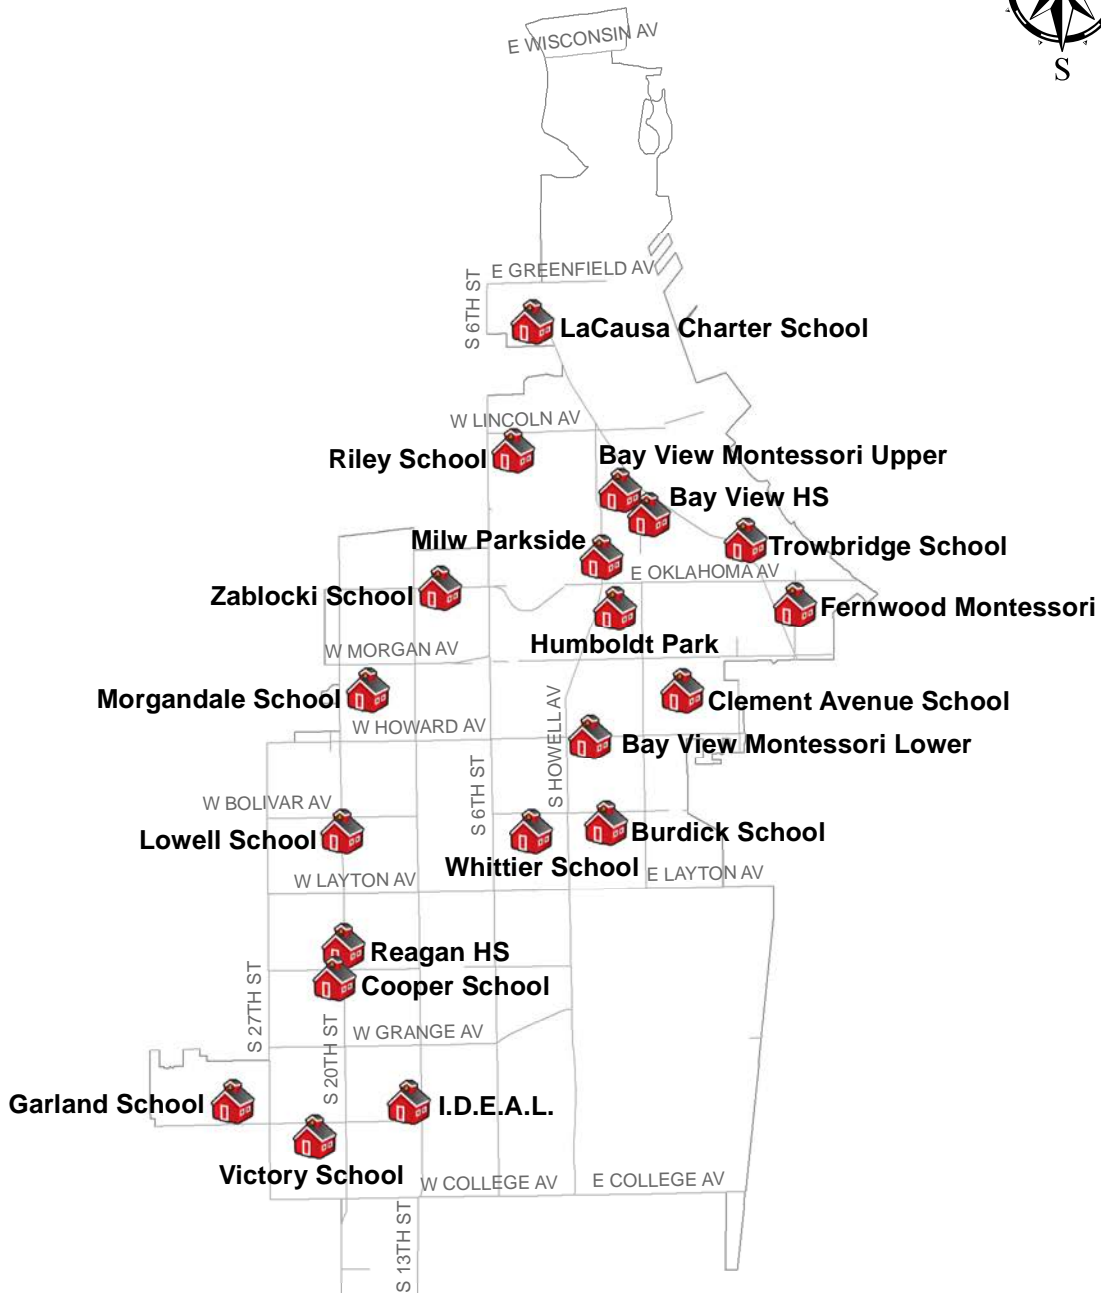 E WISCONSIN AV
S
E GREENFIELD AV
S 6TH ST
LaCausa Charter School
W LINCOLN AV
Riley School
Bay View Montessori Upper
Bay View HS
Milw Parkside
Trowbridge School
E OKLAHOMA AV
Zablocki School
Fernwood Montessori
Humboldt Park
W MORGAN AV
Morgandale School
Clement Avenue School
W HOWARD AV
S HOWELL AV
Bay View Montessori Lower
S 6TH ST
W BOLIVAR AV
Lowell School
Burdick School
Whittier School
W LAYTON AV
E LAYTON AV
Reagan HS
Cooper School
S 27TH ST
S 20TH ST
W GRANGE AV
Garland School
I.D.E.A.L.
Victory School
W COLLEGE AV
E COLLEGE AV
S 13TH ST